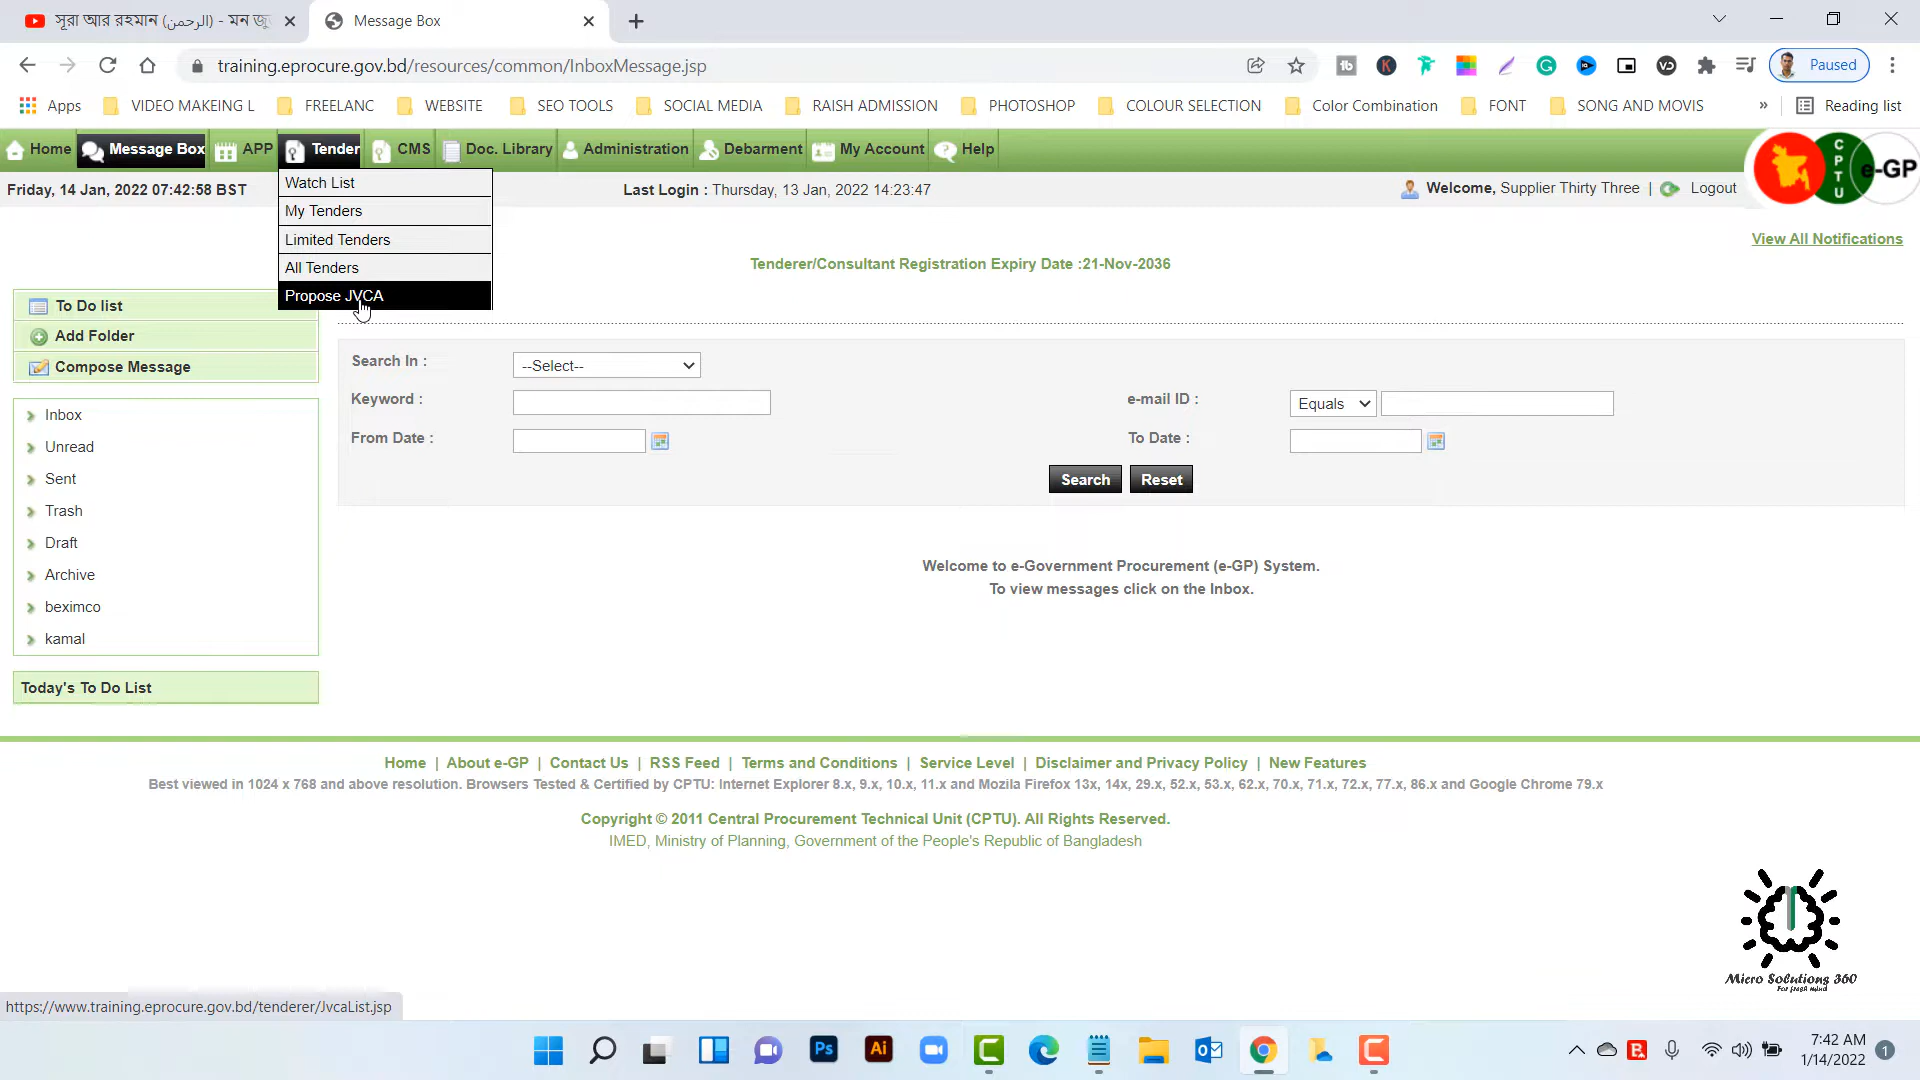 সূরা আর রহমান (الرحمن) - মন জু
Message Box
training.eprocure.gov.bd/resources/common/InboxMessage.jsp
Paused
Apps
VIDEO MAKEING L
FREELANC
WEBSITE
SEO TOOLS
SOCIAL MEDIA
RAISH ADMISSION
PHOTOSHOP
COLOUR SELECTION
Color Combination
FONT
SONG AND MOVIS
»
Reading list
Home
Message Box
APP
Tender
CMS
Doc. Library
Administration
Debarment
My Account
Help
CPTU
e-GP
Friday, 14 Jan, 2022 07:42:58 BST
Last Login : Thursday, 13 Jan, 2022 14:23:47
Welcome, Supplier Thirty Three | Logout
Watch List
My Tenders
Limited Tenders
All Tenders
Propose JVCA
View All Notifications
Tenderer/Consultant Registration Expiry Date :21-Nov-2036
To Do list
Add Folder
Compose Message
Inbox
Unread
Sent
Trash
Draft
Archive
beximco
kamal
Today's To Do List
Search In :
--Select--
Keyword :
e-mail ID :
Equals
From Date :
To Date :
Search
Reset
Welcome to e-Government Procurement (e-GP) System.
To view messages click on the Inbox.
Home | About e-GP | Contact Us | RSS Feed | Terms and Conditions | Service Level | Disclaimer and Privacy Policy | New Features
Best viewed in 1024 x 768 and above resolution. Browsers Tested & Certified by CPTU: Internet Explorer 8.x, 9.x, 10.x, 11.x and Mozilla Firefox 13x, 14x, 29.x, 52.x, 53.x, 62.x, 70.x, 71.x, 72.x, 77.x, 86.x and Google Chrome 79.x
Copyright © 2011 Central Procurement Technical Unit (CPTU). All Rights Reserved.
IMED, Ministry of Planning, Government of the People's Republic of Bangladesh
Micro Solutions 360
For fresh mind
https://www.training.eprocure.gov.bd/tenderer/JvcaList.jsp
Ps
Ai
7:42 AM
1/14/2022
1